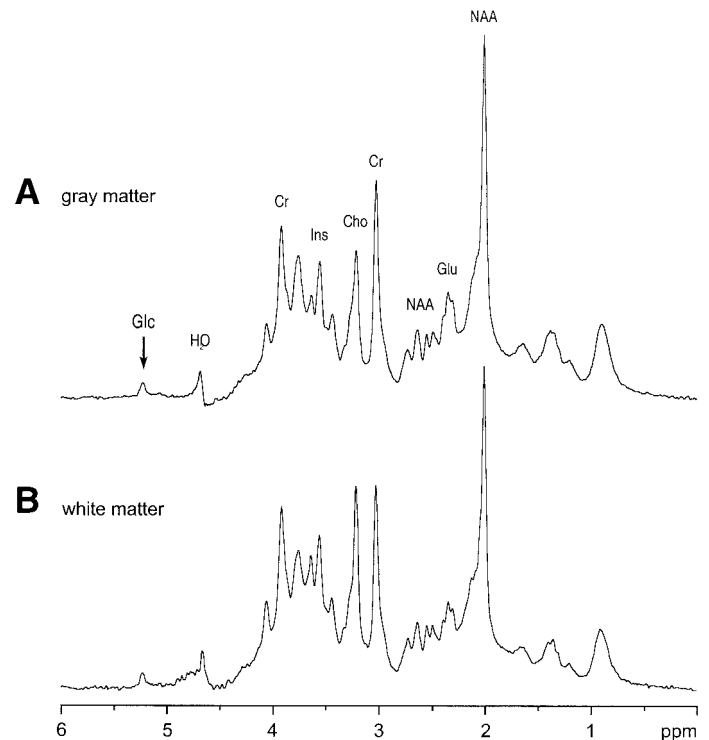 NAA
A gray matter
Cr
Cr
Ins
Cho
Glu
NAA
Glc
H2O
B white matter
6 5 4 3 2 1 ppm